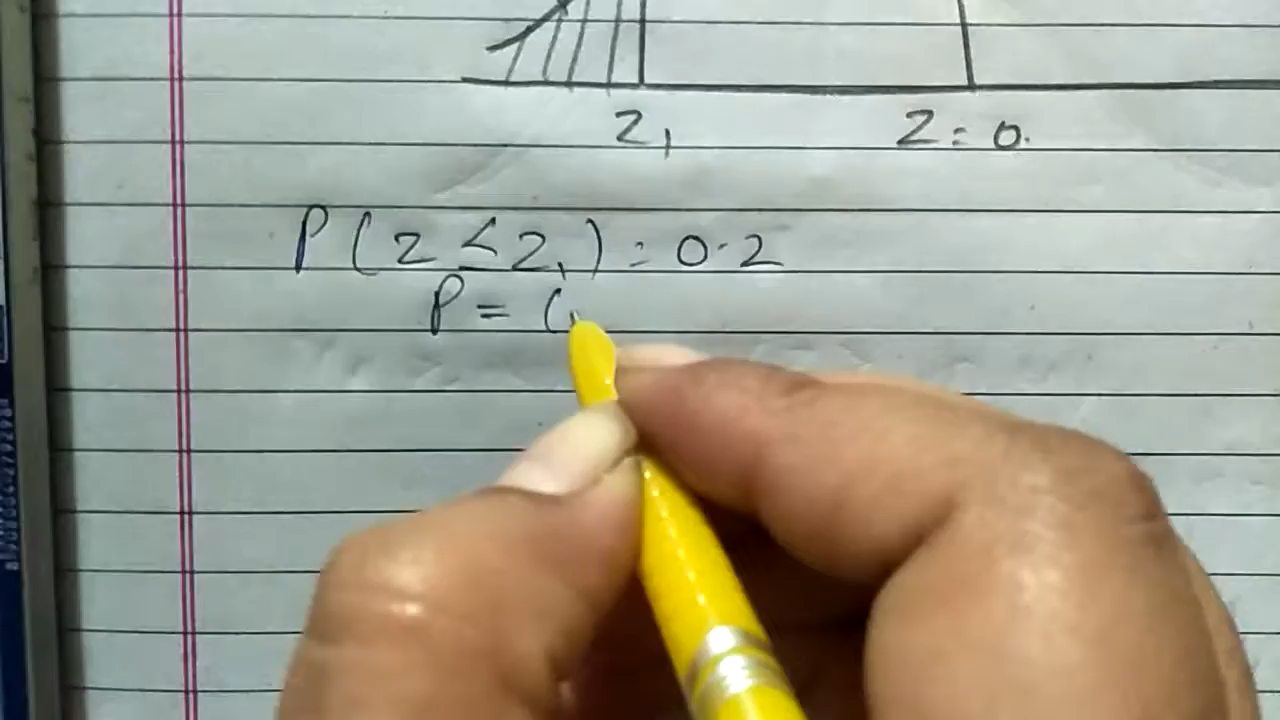 Z₁ Z = 0.
P(Z ≤ Z₁) = 0.2
P = (